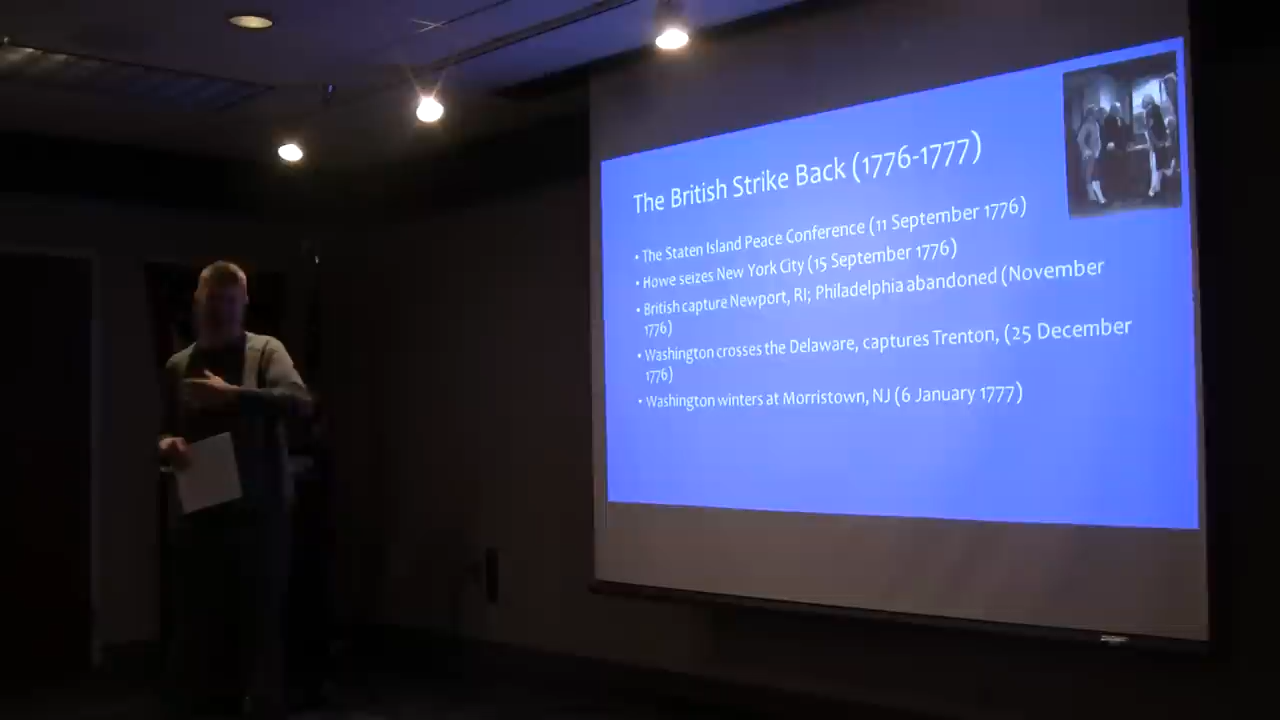 The British Strike Back (1776-1777)
• The Staten Island Peace Conference (11 September 1776)
• Howe seizes New York City (15 September 1776)
• British capture Newport, RI; Philadelphia abandoned (November
1776)
• Washington crosses the Delaware, captures Trenton, (25 December
1776)
• Washington winters at Morristown, NJ (6 January 1777)